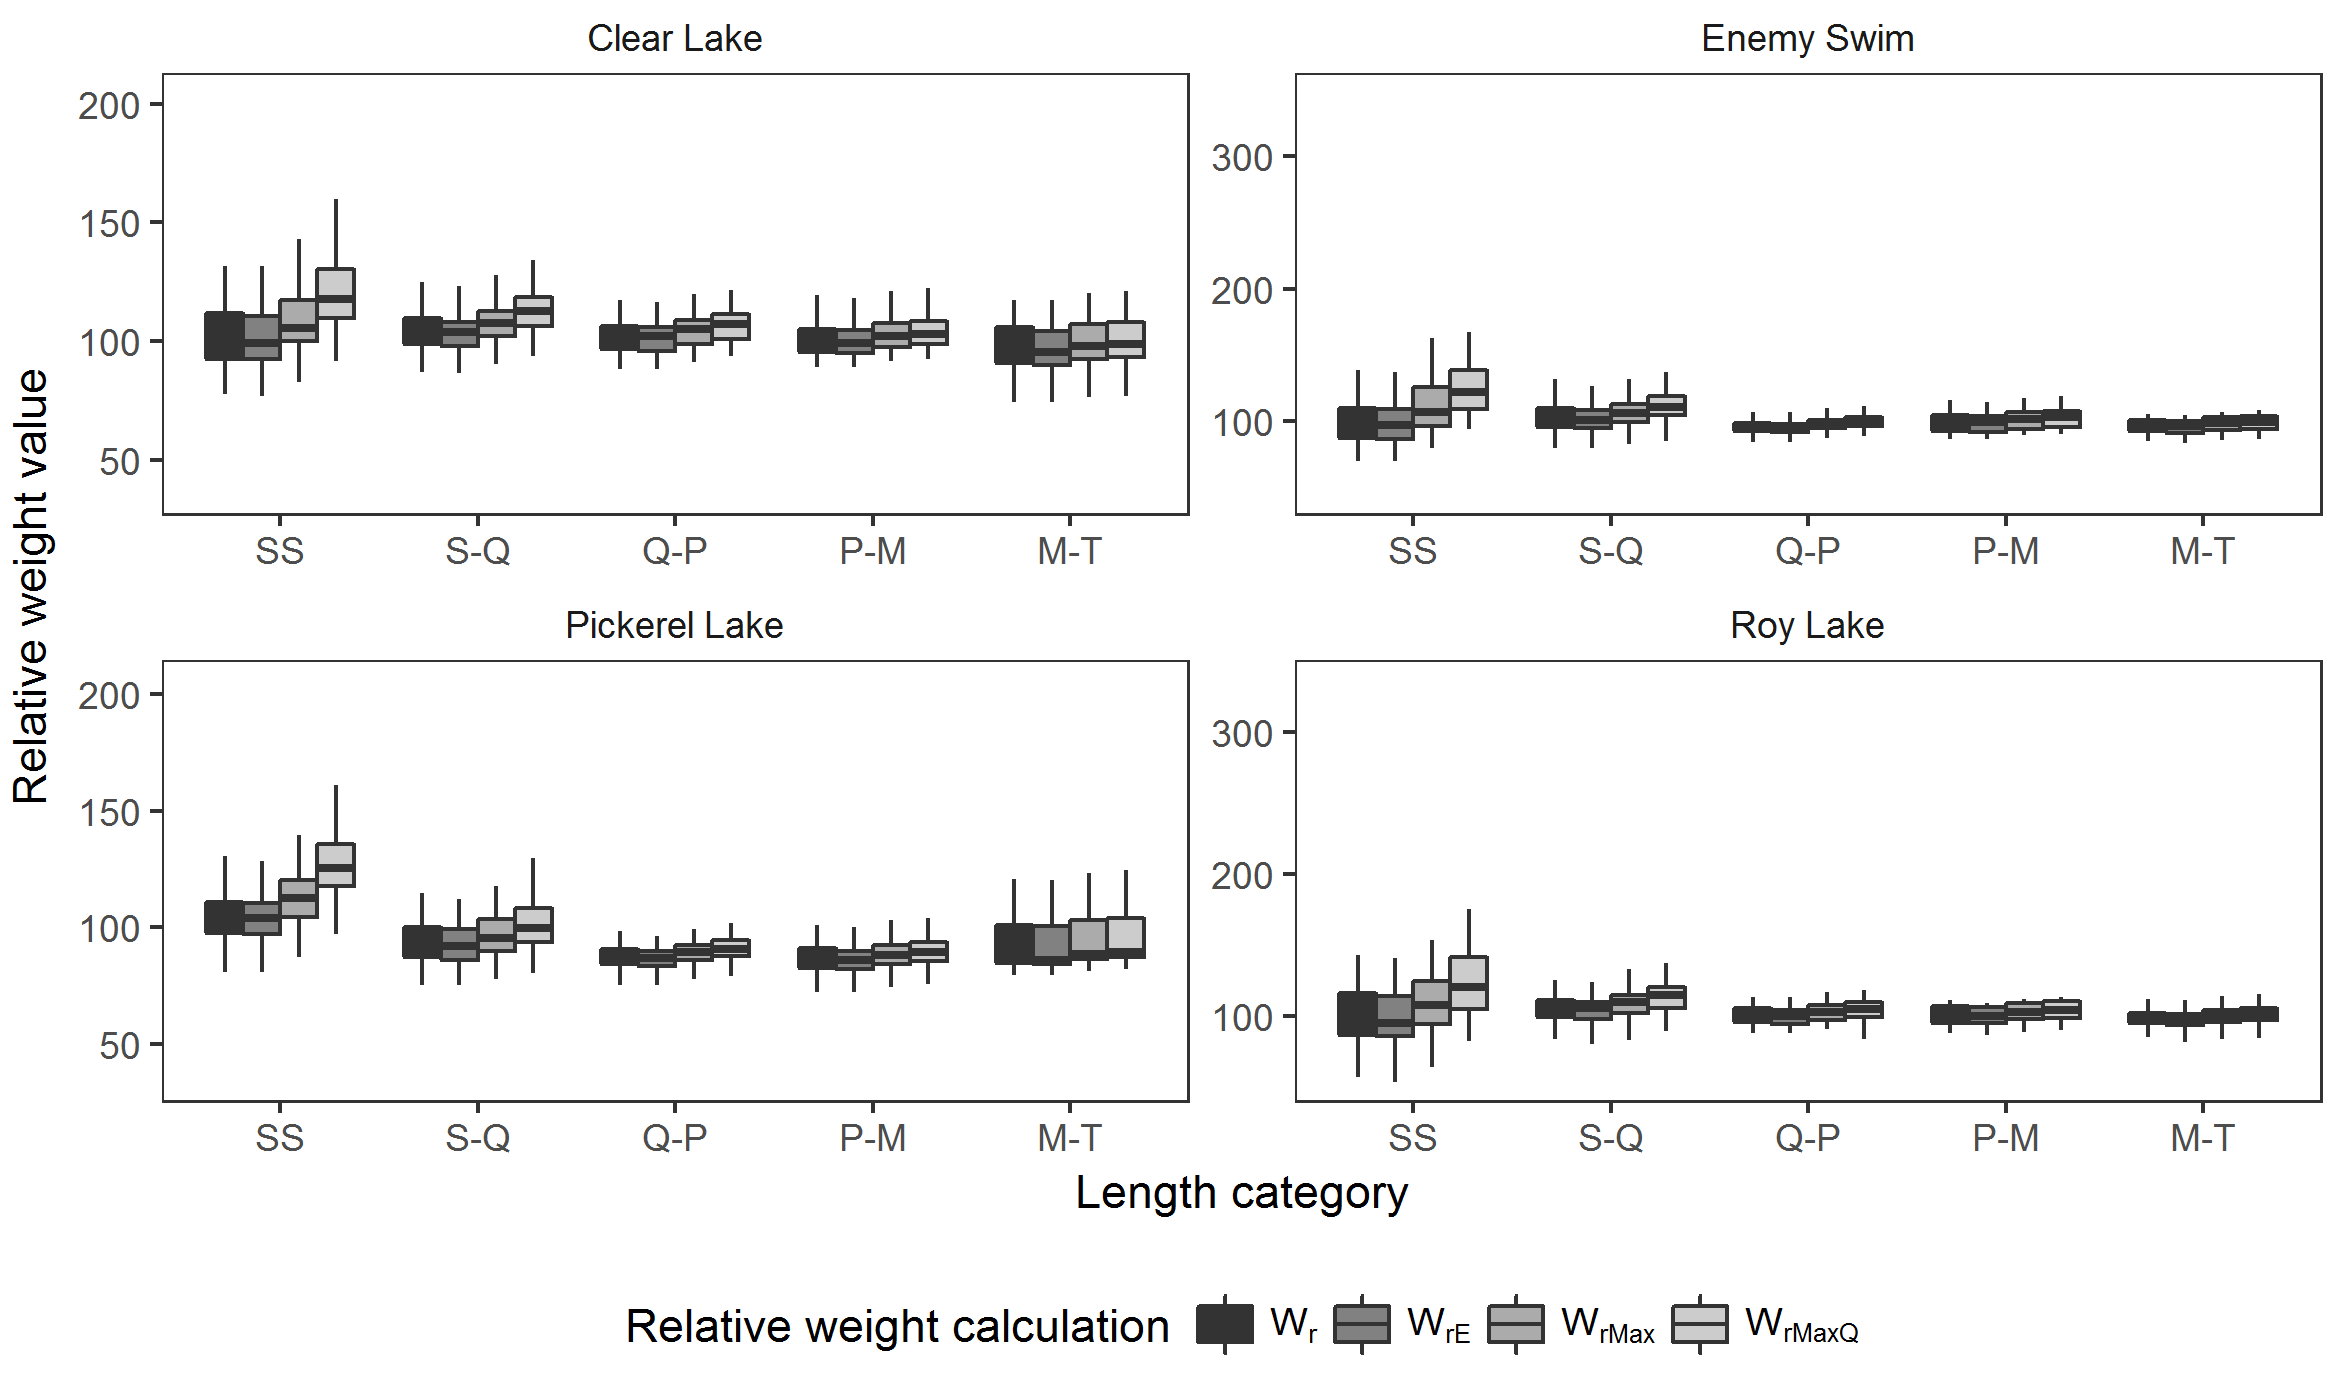 Clear Lake
Enemy Swim
200
150
100
50
300
200
100
SS S-Q Q-P P-M M-T
SS S-Q Q-P P-M M-T
Relative weight value
Pickerel Lake
Roy Lake
200
150
100
50
300
200
100
SS S-Q Q-P P-M M-T
SS S-Q Q-P P-M M-T
Length category
Relative weight calculation Wr WrE WrMax WrMaxQ